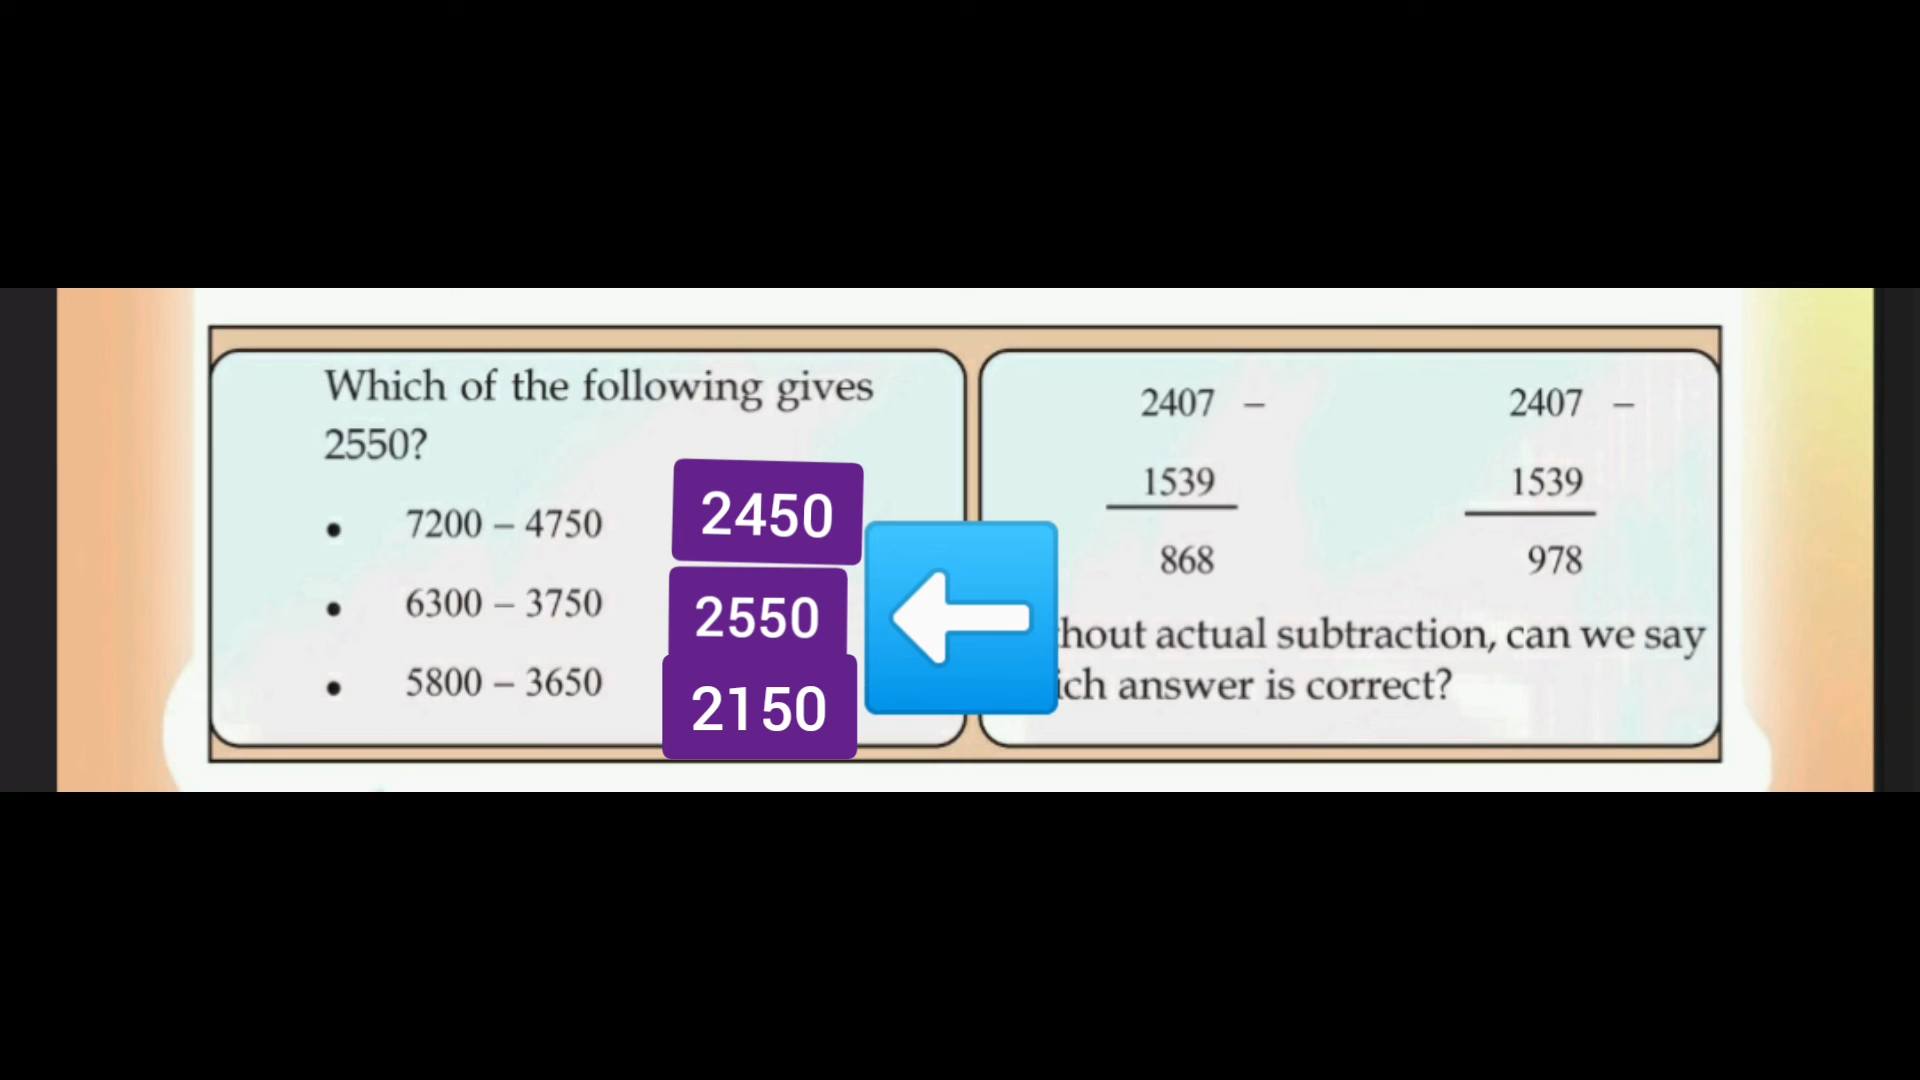 Which of the following gives
2550?
• 7200 – 4750 2450
• 6300 – 3750 2550
• 5800 – 3650 2150
2407 – 2407 –
1539 1539
868 978
hout actual subtraction, can we say
ich answer is correct?